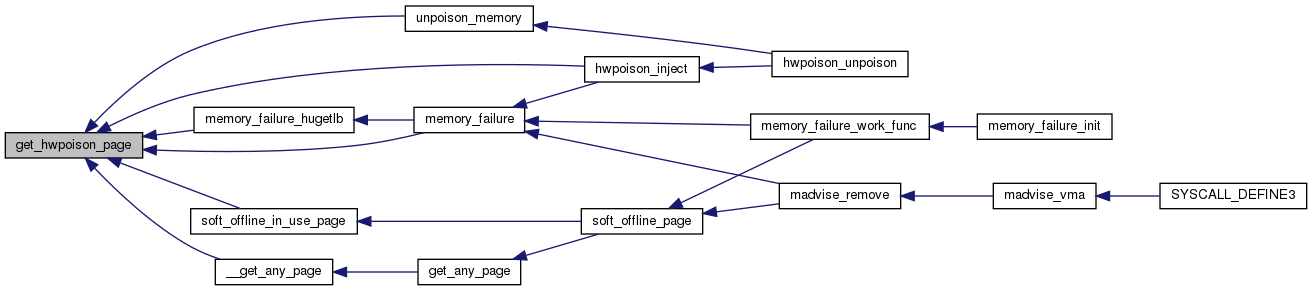 unpoison_memory
hwpoison_unpoison
hwpoison_inject
memory_failure_hugetlb
memory_failure
memory_failure_work_func
memory_failure_init
get_hwpoison_page
madvise_remove
madvise_vma
SYSCALL_DEFINE3
soft_offline_in_use_page
soft_offline_page
__get_any_page
get_any_page